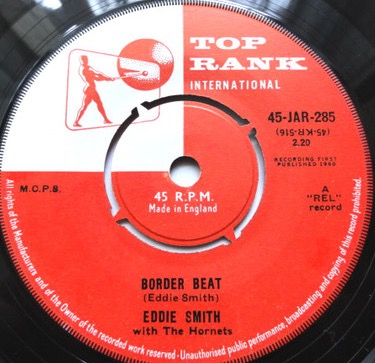 TOP
RANK
INTERNATIONAL
45-JAR-285
(45-K•R-516)
2.20
RECORDING FIRST
PUBLISHED 1960
M.C.P.S.
A
"REL"
record
45 R.P.M.
Made in England
BORDER BEAT
(Eddie Smith)
EDDIE SMITH
with The Hornets
All rights of the Manufacturers and of the Owner of the recorded work reserved - Unauthorised public performance, broadcasting and copying of this record prohibited.